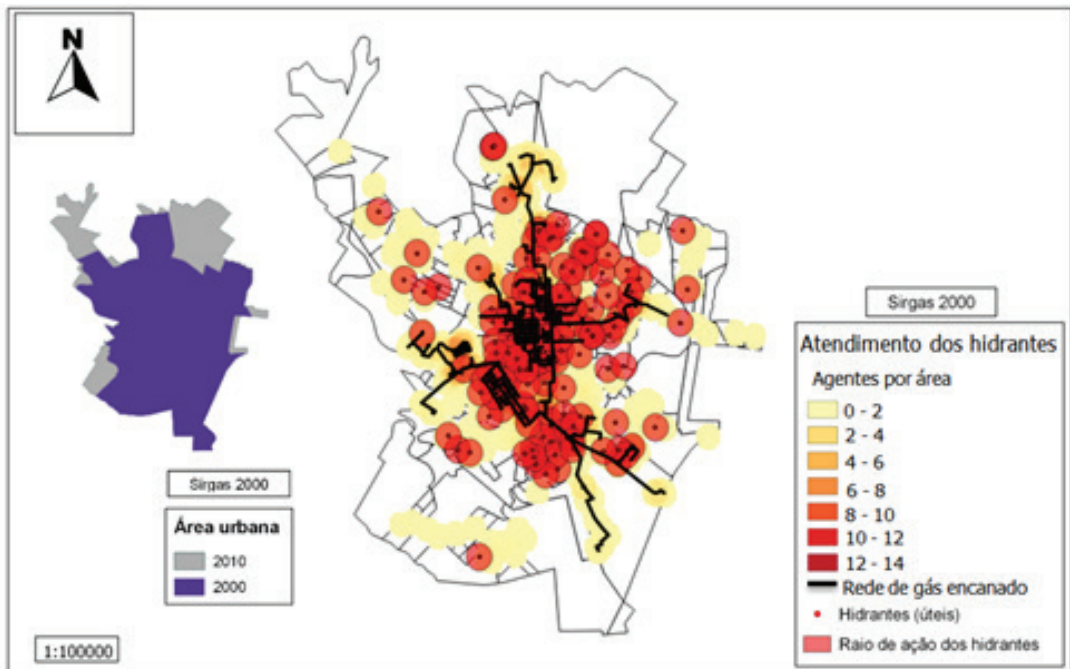 N
Sirgas 2000
Área urbana
2010
2000
1:100000
Sirgas 2000
Atendimento dos hidrantes
Agentes por área
0 - 2
2 - 4
4 - 6
6 - 8
8 - 10
10 - 12
12 - 14
Rede de gás encanado
Hidrantes (úteis)
Raio de ação dos hidrantes